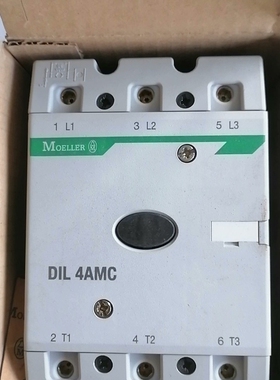 1 L1 3 L2 5 L3
MOELLER
DIL 4AMC
2 T1 4 T2 6 T3